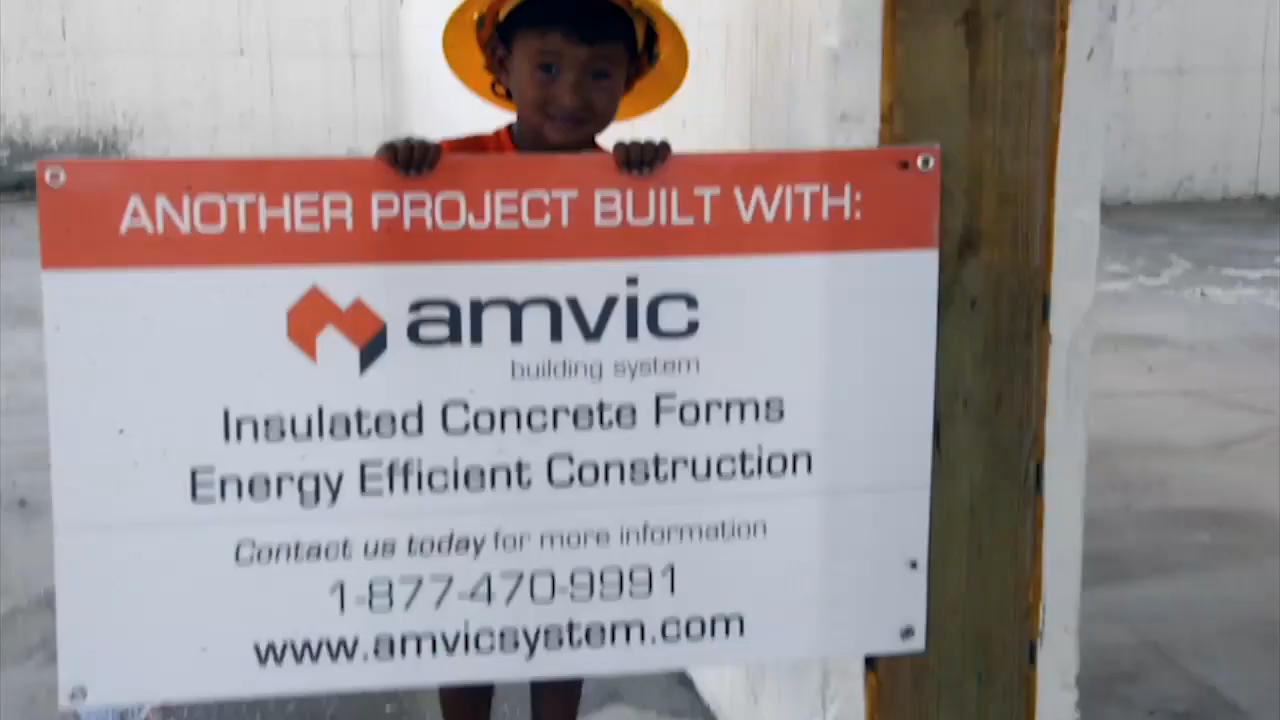 ANOTHER PROJECT BUILT WITH:
amvic
building system
Insulated Concrete Forms
Energy Efficient Construction
Contact us today for more information
1-877-470-9991
www.amvicsystem.com